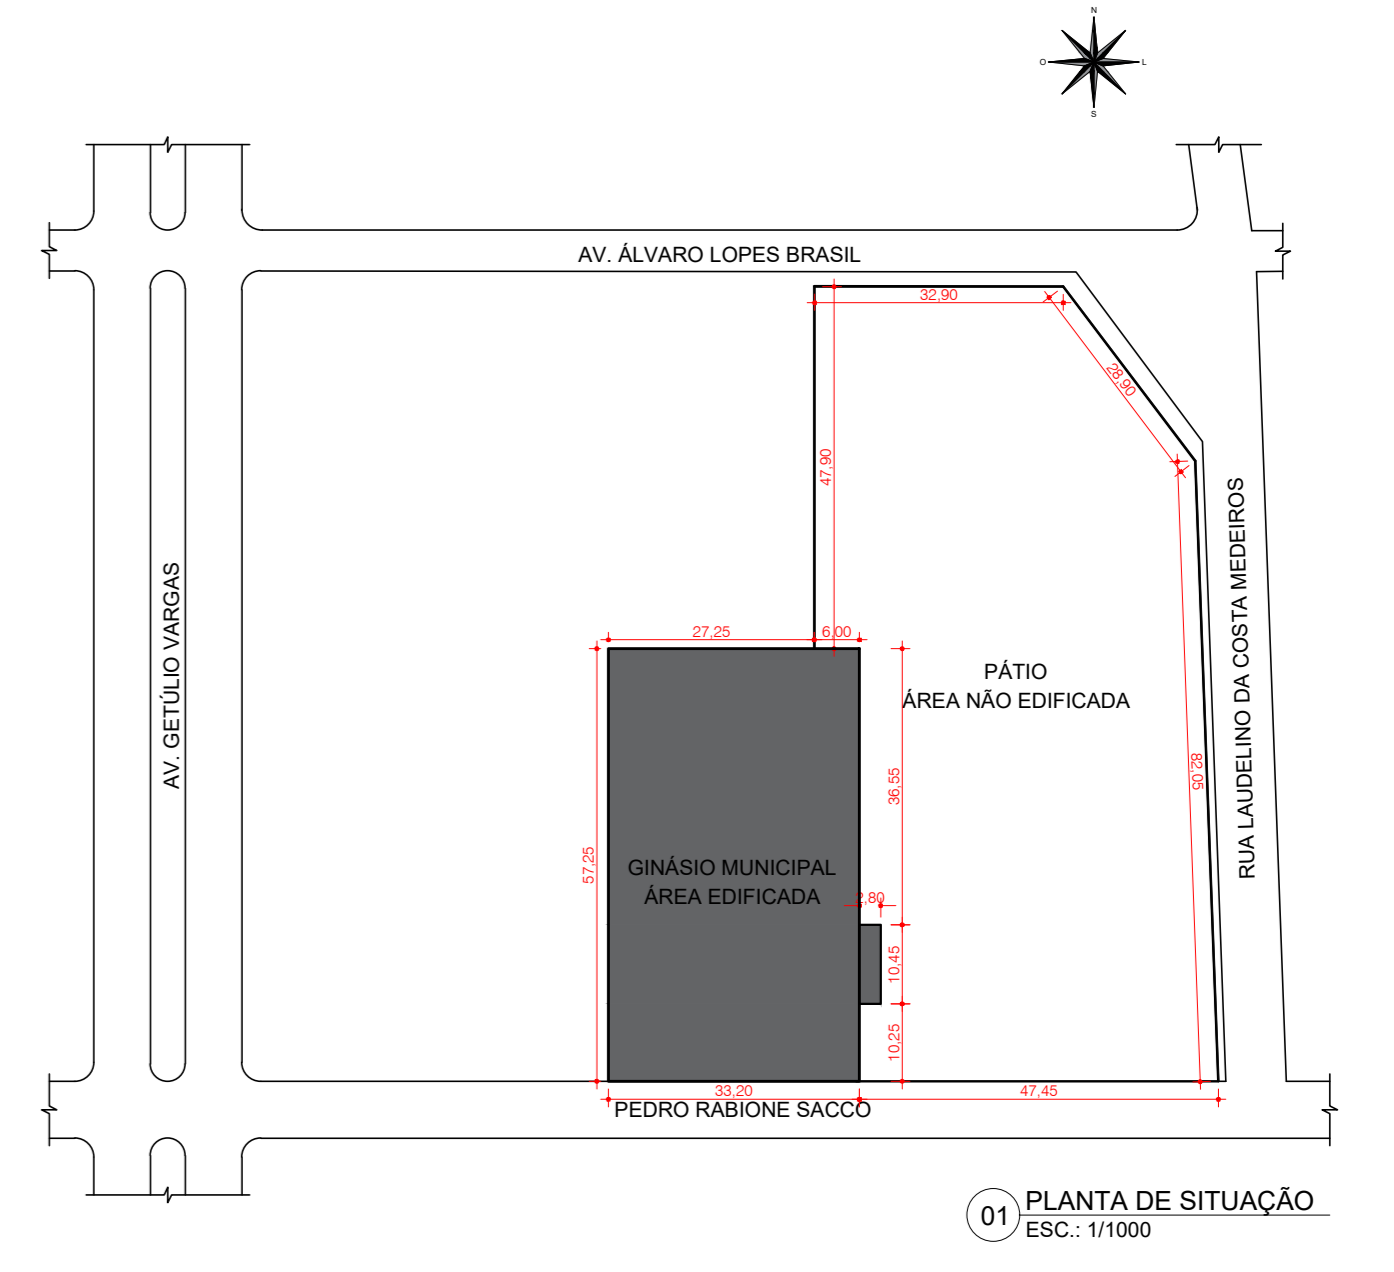 N
O
L
S
AV. ÁLVARO LOPES BRASIL
32,90
28,90
47,90
AV. GETÚLIO VARGAS
RUA LAUDELINO DA COSTA MEDEIROS
27,25
6,00
PÁTIO
ÁREA NÃO EDIFICADA
36,55
82,05
57,25
GINÁSIO MUNICIPAL
ÁREA EDIFICADA
2,80
10,45
10,25
33,20
47,45
PEDRO RABIONE SACCO
01
PLANTA DE SITUAÇÃO
ESC.: 1/1000